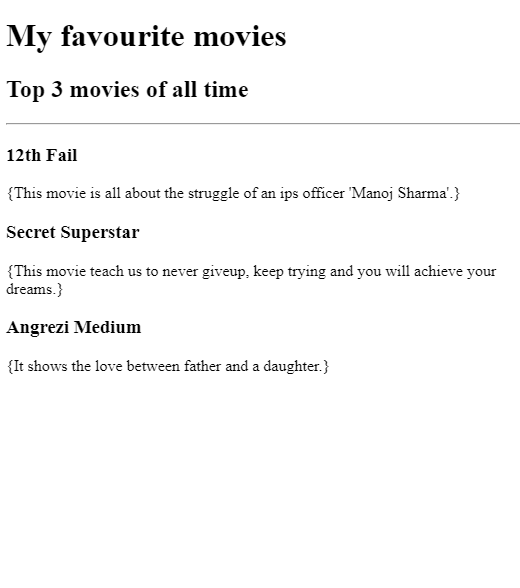 My favourite movies
Top 3 movies of all time
12th Fail
{This movie is all about the struggle of an ips officer 'Manoj Sharma'.}
Secret Superstar
{This movie teach us to never giveup, keep trying and you will achieve your
dreams.}
Angrezi Medium
{It shows the love between father and a daughter.}